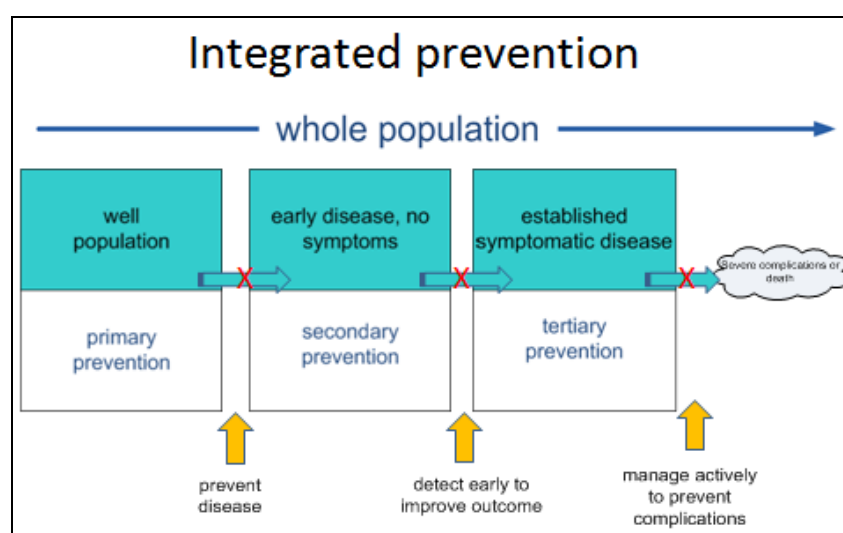 Integrated prevention
whole population
well
population
early disease, no
symptoms
established
symptomatic disease
X
X
X
Severe complications or
death
primary
prevention
secondary
prevention
tertiary
prevention
prevent
disease
detect early to
improve outcome
manage actively
to prevent
complications